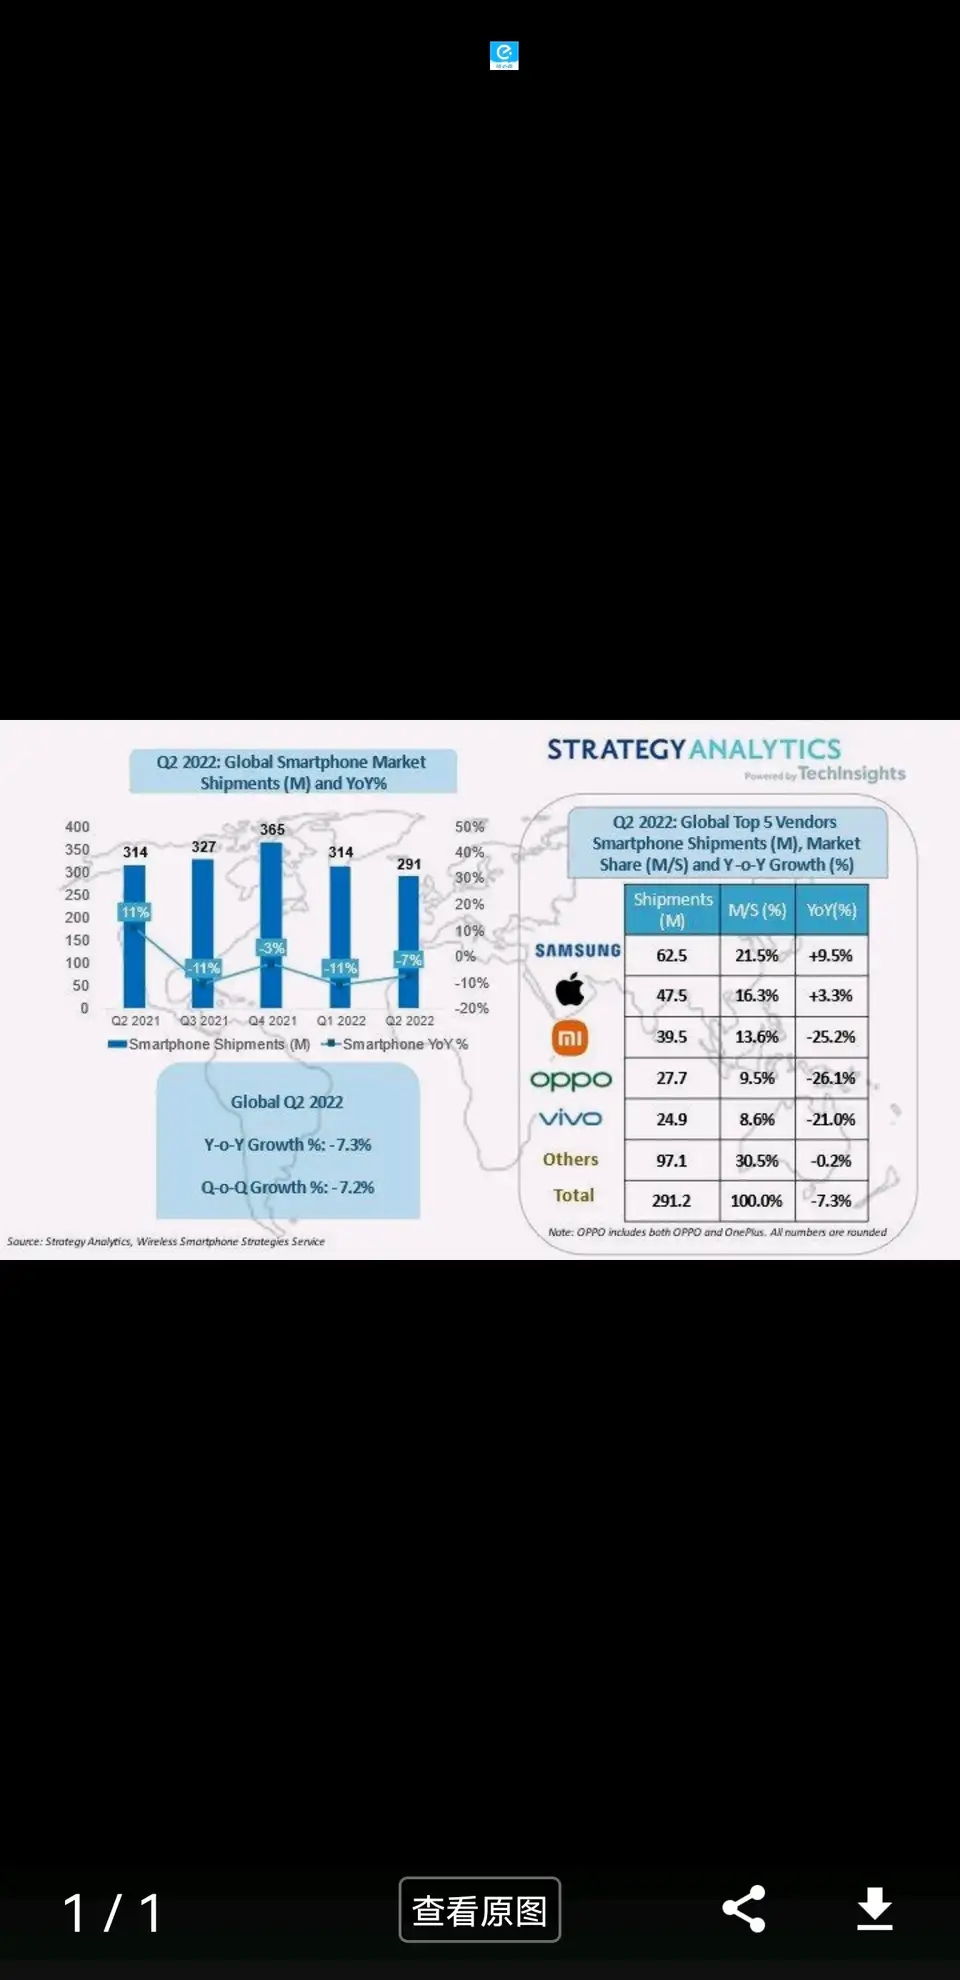 Q2 2022: Global Smartphone Market
Shipments (M) and YoY%
400
350
300
250
200
150
100
50
0
50%
40%
30%
20%
10%
0%
-10%
-20%
314
327
365
314
291
11%
-11%
-3%
-11%
-7%
Q2 2021
Q3 2021
Q4 2021
Q1 2022
Q2 2022
Smartphone Shipments (M)
Smartphone YoY %
Global Q2 2022
Y-o-Y Growth %: -7.3%
Q-o-Q Growth %: -7.2%
Source: Strategy Analytics, Wireless Smartphone Strategies Service
STRATEGY ANALYTICS
Powered by TechInsights
Q2 2022: Global Top 5 Vendors
Smartphone Shipments (M), Market
Share (M/S) and Y-o-Y Growth (%)
Shipments (M) M/S (%) YoY(%)
SAMSUNG 62.5 21.5% +9.5%
47.5 16.3% +3.3%
mi 39.5 13.6% -25.2%
oppo 27.7 9.5% -26.1%
vivo 24.9 8.6% -21.0%
Others 97.1 30.5% -0.2%
Total 291.2 100.0% -7.3%
Note: OPPO includes both OPPO and OnePlus. All numbers are rounded
1 / 1
查看原图